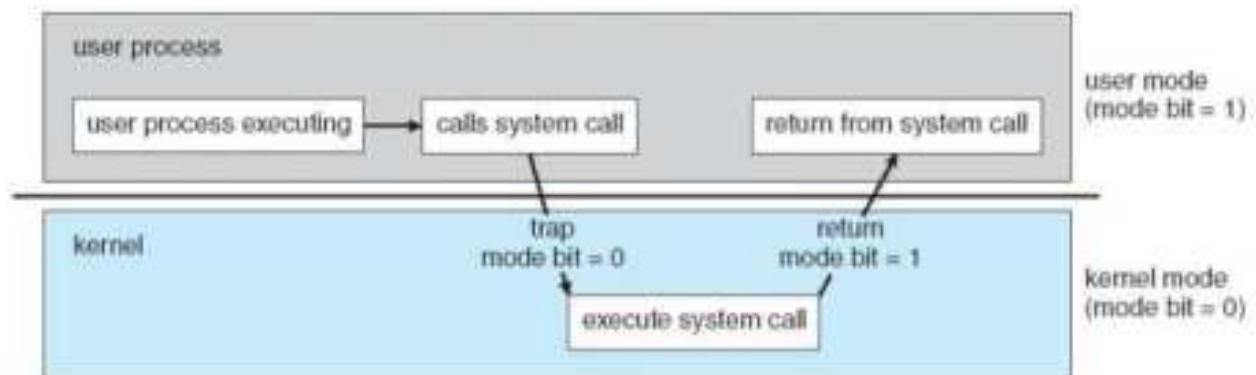 user process
user process executing
calls system call
return from system call
user mode
(mode bit = 1)
kernel
trap
mode bit = 0
return
mode bit = 1
execute system call
kernel mode
(mode bit = 0)